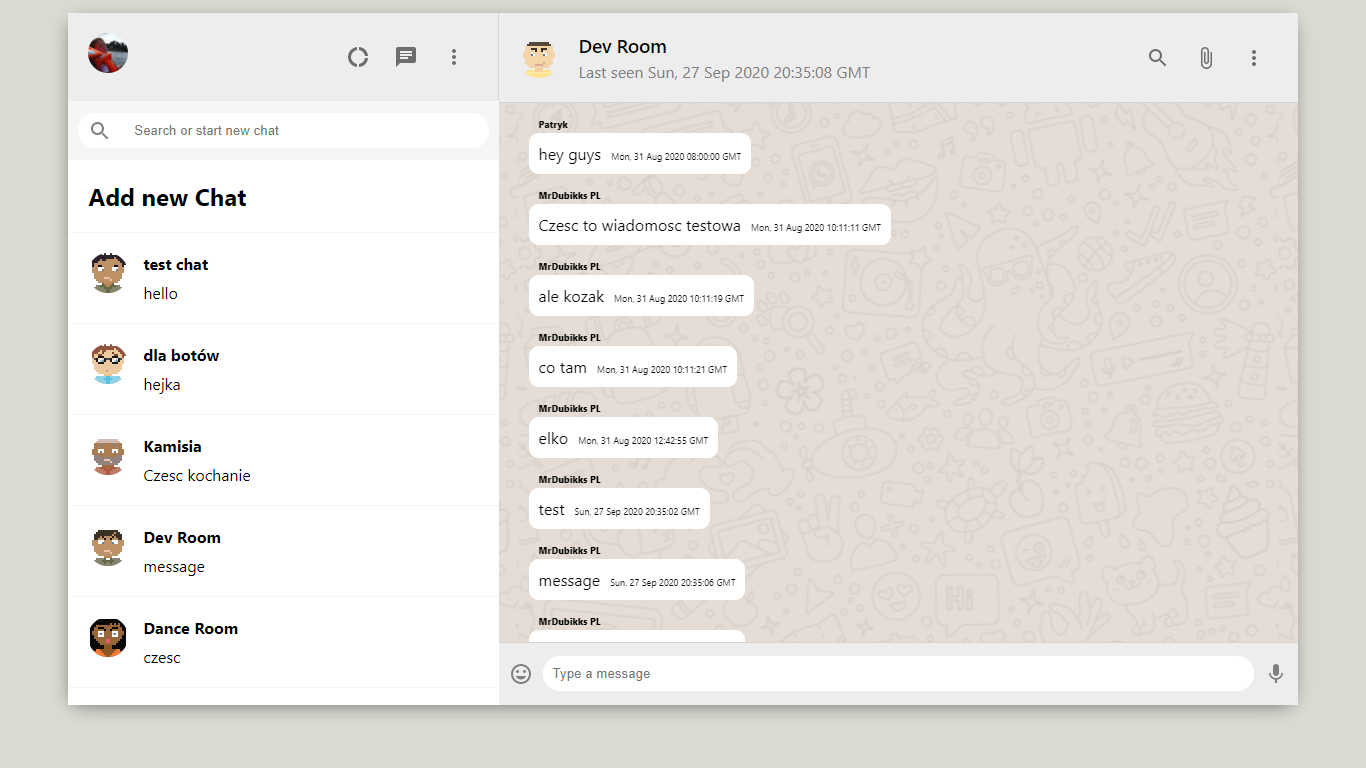 Search or start new chat
Add new Chat
test chat
hello
dla botów
hejka
Kamisia
Czesc kochanie
Dev Room
message
Dance Room
czesc
Dev Room
Last seen Sun, 27 Sep 2020 20:35:08 GMT
Patryk
hey guys Mon, 31 Aug 2020 08:00:00 GMT
MrDubikks PL
Czesc to wiadomosc testowa Mon, 31 Aug 2020 10:11:11 GMT
MrDubikks PL
ale kozak Mon, 31 Aug 2020 10:11:19 GMT
MrDubikks PL
co tam Mon, 31 Aug 2020 10:11:21 GMT
MrDubikks PL
elko Mon, 31 Aug 2020 12:42:55 GMT
MrDubikks PL
test Sun, 27 Sep 2020 20:35:02 GMT
MrDubikks PL
message Sun, 27 Sep 2020 20:35:06 GMT
MrDubikks PL
Hi
Type a message